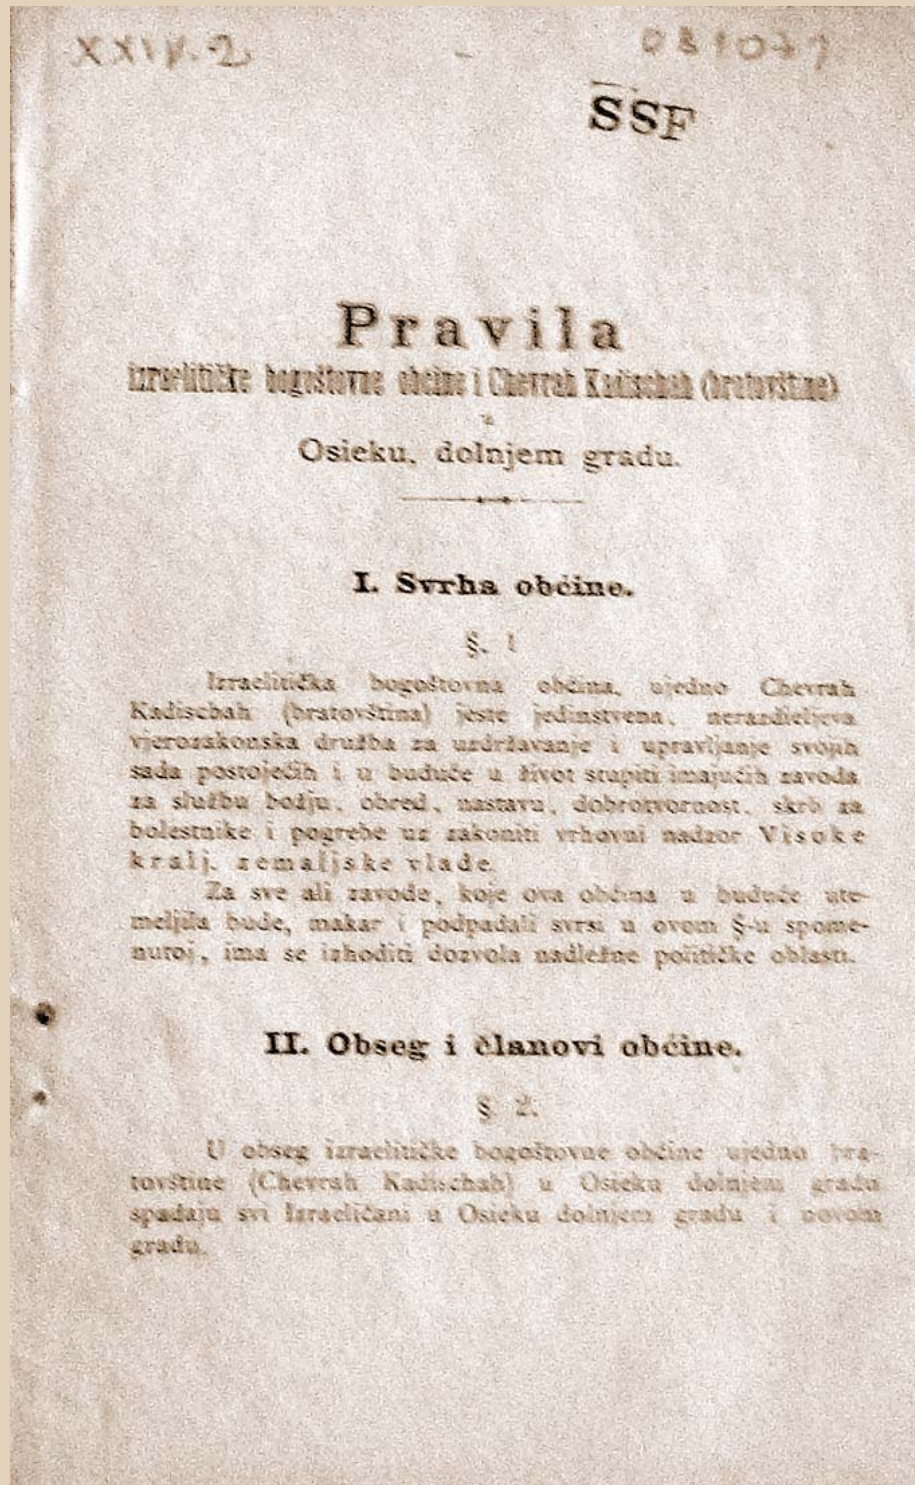 XXIV. 2
SSF
Pravila
izraelitičke bogoštovne občine i Chevrah Kadischah (bratovštine)
u
Osieku, dolnjem gradu.
I. Svrha občine.
§. 1
Izraelitička bogoštovna občina, ujedno Chevrah
Kadischah (bratovština) jeste jedinstvena, nerazdieljeva
vjerozakonska družba za uzdržavanje i upravljanje svojih
sada postojećih i u buduće u život stupiti imajućih zavoda
za službu božju, obred, nastavu, dobrotvornost, skrb za
bolestnike i pogrebe uz zakoniti vrhovni nadzor Visoke
kralj. zemaljske vlade.
Za sve ali zavode, koje ova občina u buduće ute-
meljila bude, makar i podpadali svrsi u ovom §-u spome-
nutoj, ima se izhoditi dozvola nadležne političke oblasti.
II. Obseg i članovi obćine.
§ 2.
U obseg izraelitičke bogoštovne občine ujedno bra-
tovštine (Chevrah Kadischah) u Osieku dolnjem gradu
spadaju svi Izraelićani u Osieku dolnjem gradu i novom
gradu.